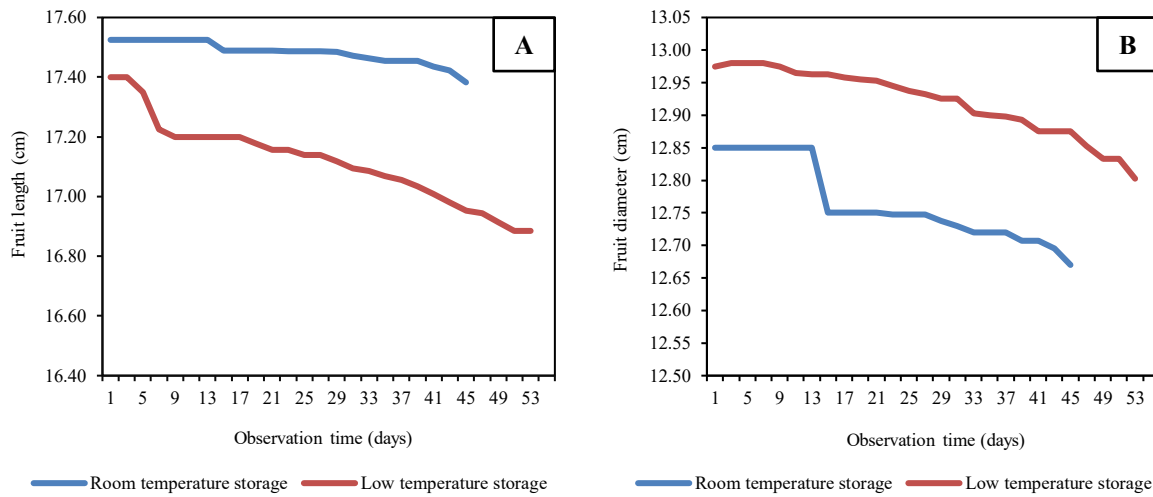 A
17.60
17.40
17.20
17.00
16.80
16.60
16.40
Fruit length (cm)
1 5 9 13 17 21 25 29 33 37 41 45 49 53
Observation time (days)
Room temperature storage Low temperature storage
B
13.05
13.00
12.95
12.90
12.85
12.80
12.75
12.70
12.65
12.60
12.55
12.50
Fruit diameter (cm)
1 5 9 13 17 21 25 29 33 37 41 45 49 53
Observation time (days)
Room temperature storage Low temperature storage